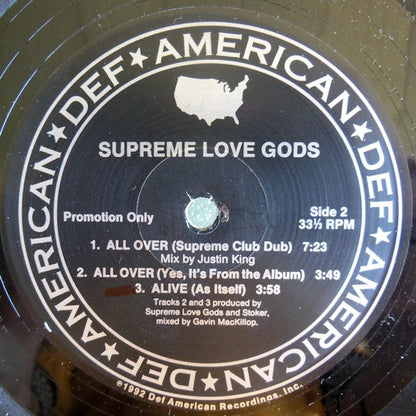 DEF★AMERICAN★DEF★AMERICAN★DEF★AMERICAN★
SUPREME LOVE GODS
Promotion Only
Side 2
33⅓ RPM
1. ALL OVER (Supreme Club Dub) 7:23
Mix by Justin King
2. ALL OVER (Yes, It's From the Album) 3:49
3. ALIVE (As Itself) 3:58
Tracks 2 and 3 produced by
Supreme Love Gods and Stoker,
mixed by Gavin MacKillop.
©1992 Def American Recordings, Inc.